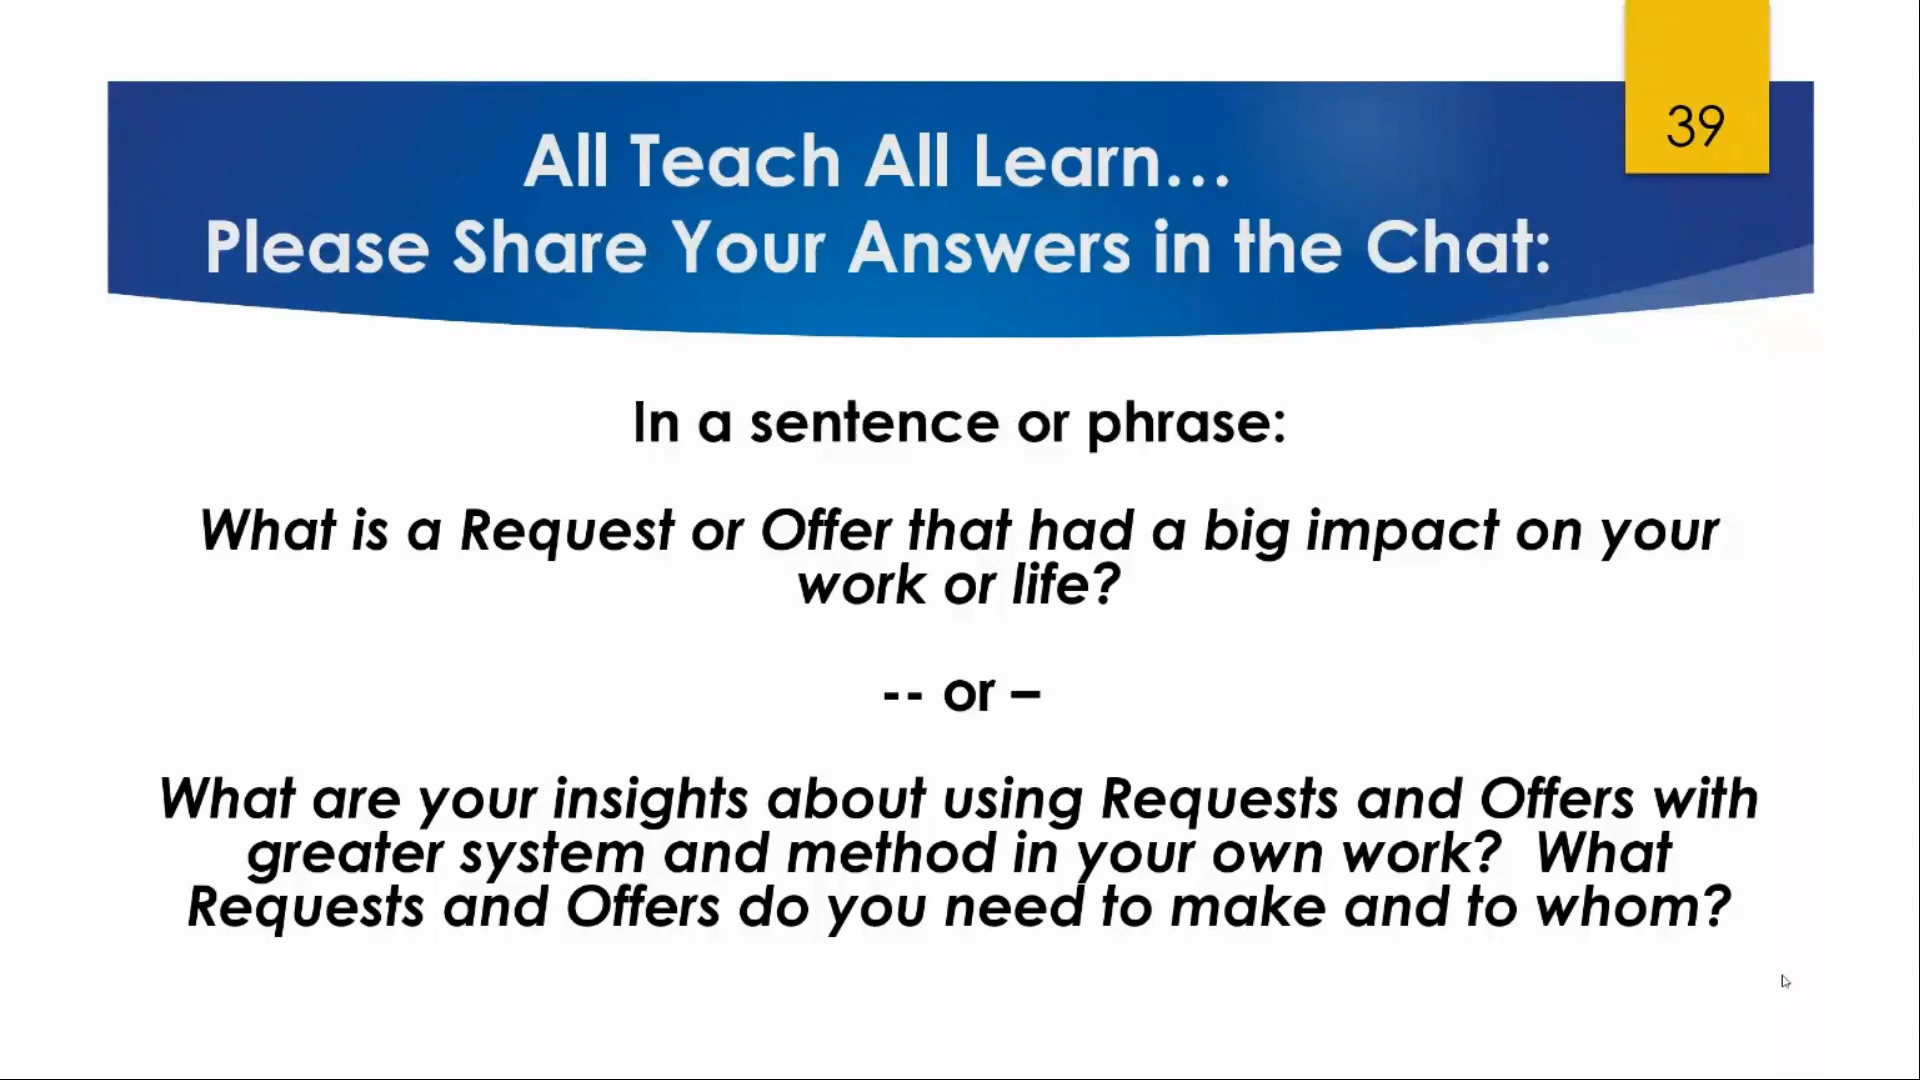 39
All Teach All Learn…
Please Share Your Answers in the Chat:
In a sentence or phrase:
What is a Request or Offer that had a big impact on your
work or life?
-- or –
What are your insights about using Requests and Offers with
greater system and method in your own work?  What
Requests and Offers do you need to make and to whom?